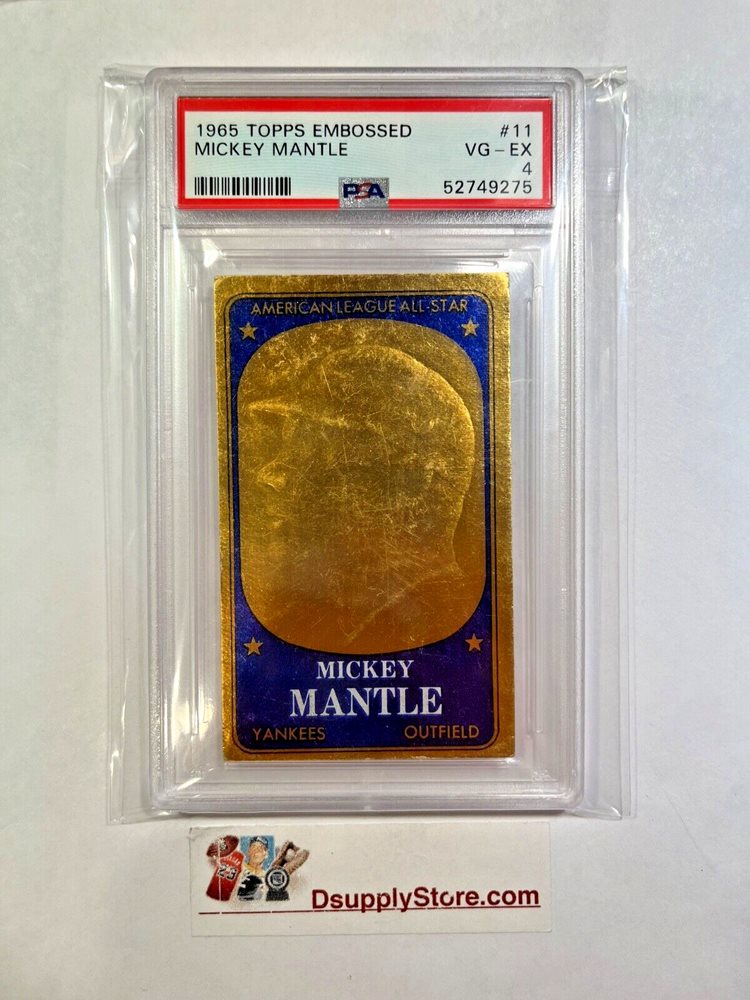 1965 TOPPS EMBOSSED #11
MICKEY MANTLE VG-EX
4
PSA 52749275
AMERICAN LEAGUE ALL-STAR
MICKEY
MANTLE
YANKEES OUTFIELD
23
DsupplyStore.com